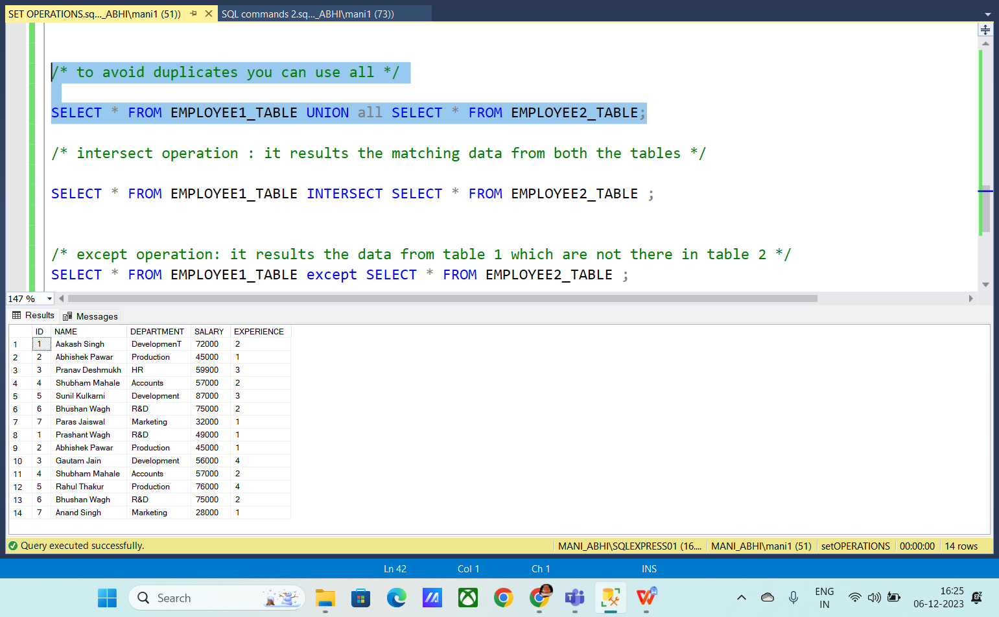 SET OPERATIONS.sq..._ABHI\mani1 (51)) SQL commands 2.sq..._ABHI\mani1 (73))
/* to avoid duplicates you can use all */
SELECT * FROM EMPLOYEE1_TABLE UNION all SELECT * FROM EMPLOYEE2_TABLE;
/* intersect operation : it results the matching data from both the tables */
SELECT * FROM EMPLOYEE1_TABLE INTERSECT SELECT * FROM EMPLOYEE2_TABLE ;
/* except operation: it results the data from table 1 which are not there in table 2 */
SELECT * FROM EMPLOYEE1_TABLE except SELECT * FROM EMPLOYEE2_TABLE ;
147 %
Results Messages
ID NAME DEPARTMENT SALARY EXPERIENCE
1 1 Aakash Singh DevelopmenT 72000 2
2 2 Abhishek Pawar Production 45000 1
3 3 Pranav Deshmukh HR 59900 3
4 4 Shubham Mahale Accounts 57000 2
5 5 Sunil Kulkarni Development 87000 3
6 6 Bhushan Wagh R&D 75000 2
7 7 Paras Jaiswal Marketing 32000 1
8 1 Prashant Wagh R&D 49000 1
9 2 Abhishek Pawar Production 45000 1
10 3 Gautam Jain Development 56000 4
11 4 Shubham Mahale Accounts 57000 2
12 5 Rahul Thakur Production 76000 4
13 6 Bhushan Wagh R&D 75000 2
14 7 Anand Singh Marketing 28000 1
Query executed successfully. MANI_ABHI\SQLEXPRESS01 (16.... MANI_ABHI\mani1 (51) setOPERATIONS 00:00:00 14 rows
Ln 42 Col 1 Ch 1 INS
Search ENG 16:25
IN 06-12-2023